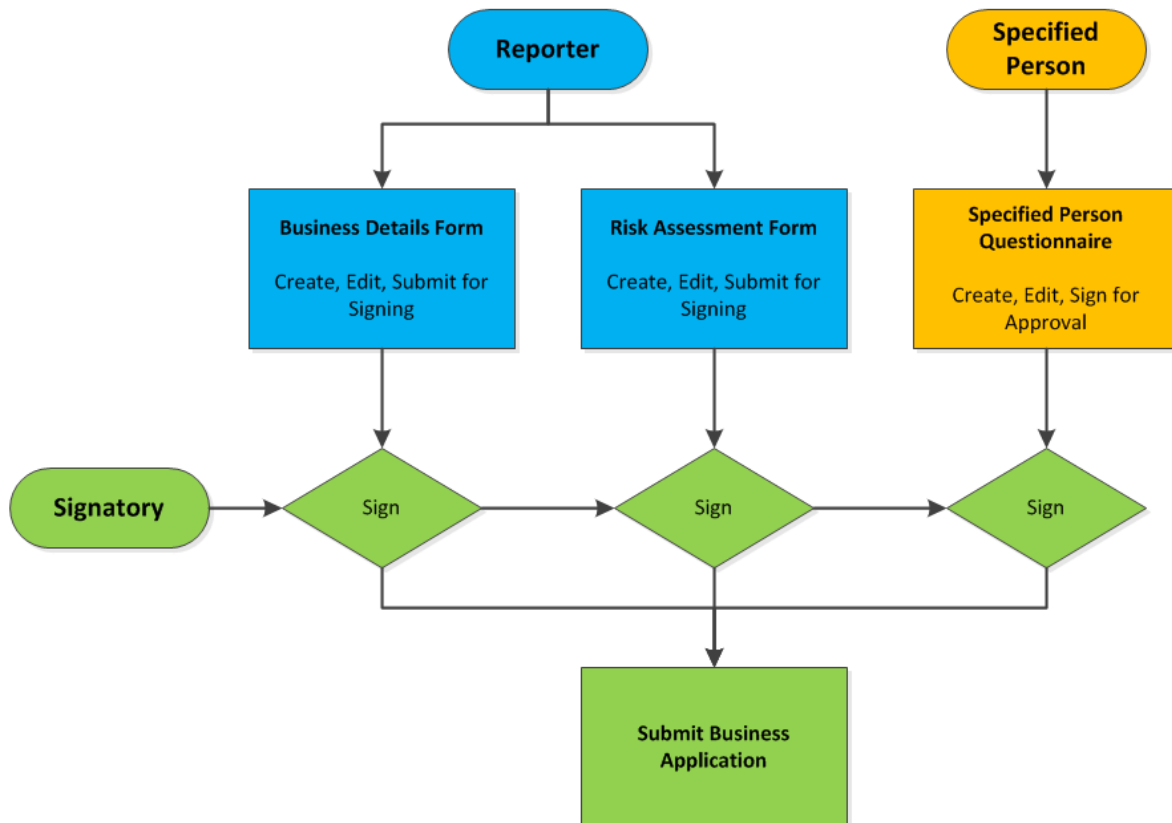 Reporter
Specified
Person
Business Details Form
Create, Edit, Submit for
Signing
Risk Assessment Form
Create, Edit, Submit for
Signing
Specified Person
Questionnaire
Create, Edit, Sign for
Approval
Signatory
Sign
Sign
Sign
Submit Business
Application